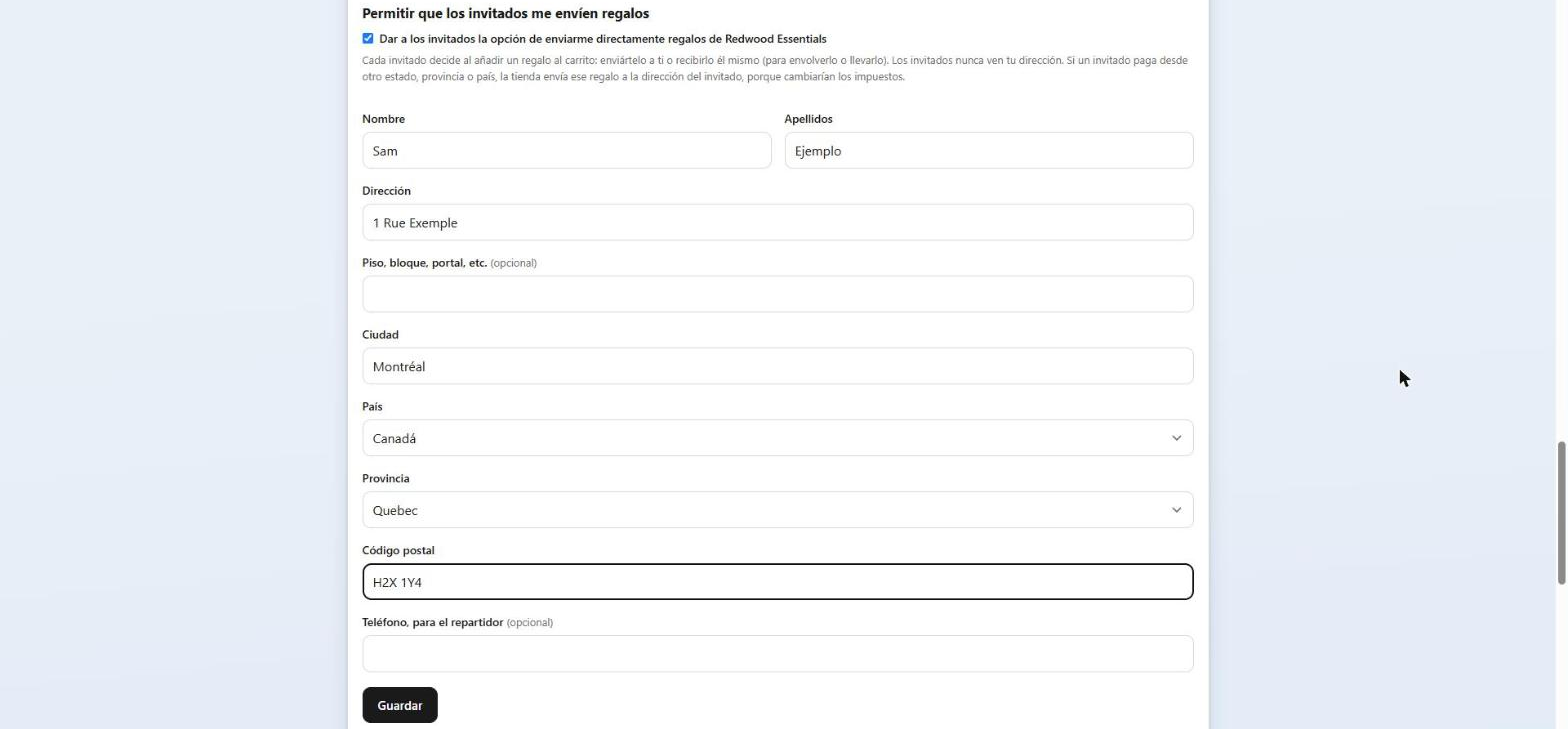 Permitir que los invitados me envíen regalos
Dar a los invitados la opción de enviarme directamente regalos de Redwood Essentials
Cada invitado decide al añadir un regalo al carrito: enviártelo a ti o recibirlo él mismo (para envolverlo o llevarlo). Los invitados nunca ven tu dirección. Si un invitado paga desde
otro estado, provincia o país, la tienda envía ese regalo a la dirección del invitado, porque cambiarían los impuestos.
Nombre
Apellidos
Sam
Ejemplo
Dirección
1 Rue Exemple
Piso, bloque, portal, etc. (opcional)
Ciudad
Montréal
País
Canadá
Provincia
Quebec
Código postal
H2X 1Y4
Teléfono, para el repartidor (opcional)
Guardar